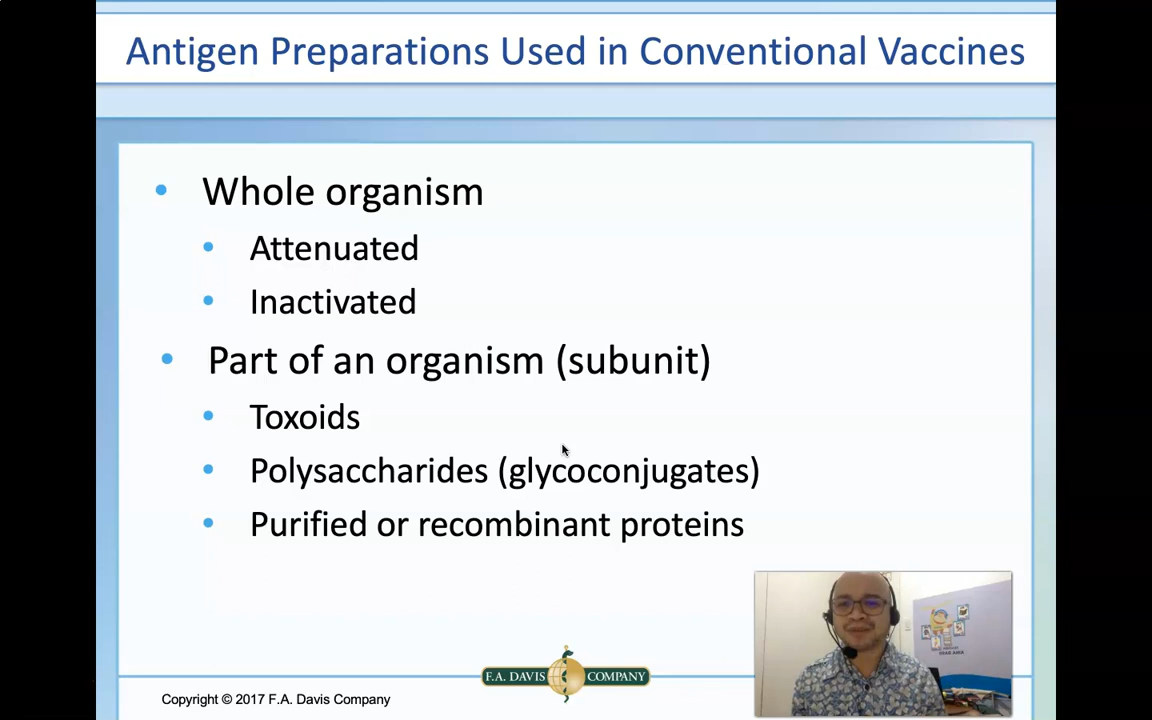 Antigen Preparations Used in Conventional Vaccines
• Whole organism
• Attenuated
• Inactivated
• Part of an organism (subunit)
• Toxoids
• Polysaccharides (glycoconjugates)
• Purified or recombinant proteins
F.A. DAVIS COMPANY
Copyright © 2017 F.A. Davis Company